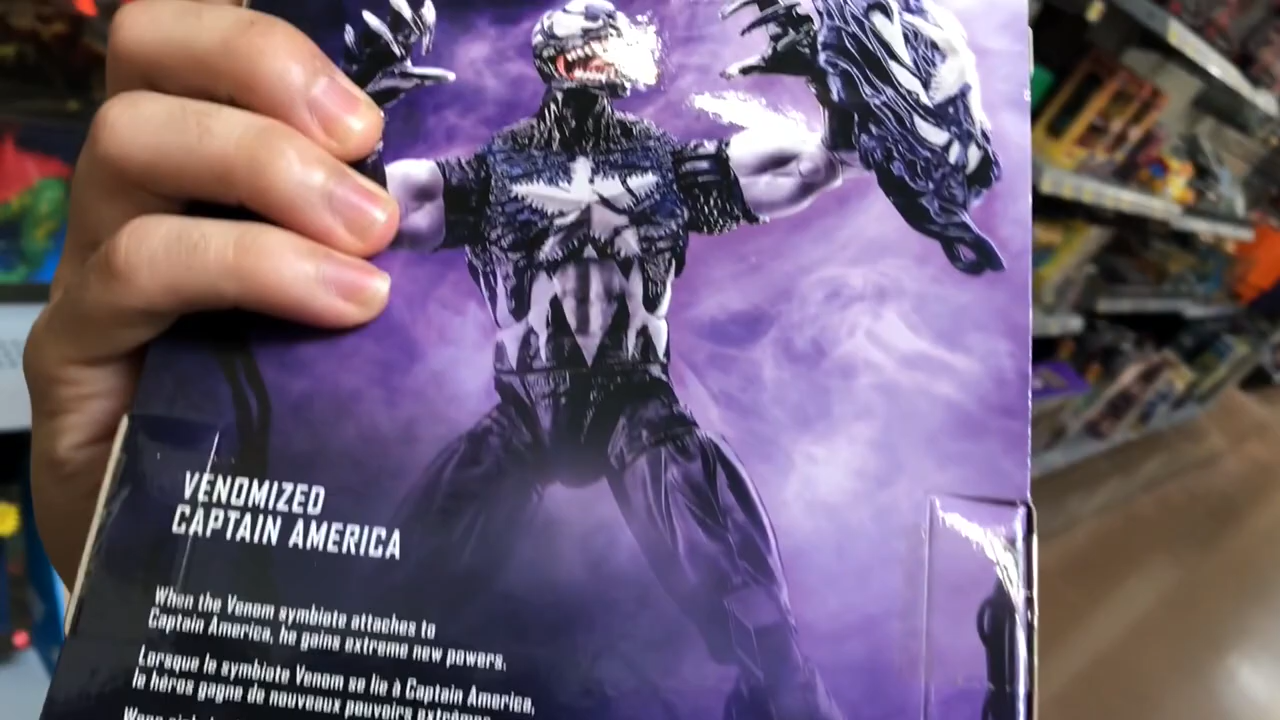 VENOMIZED
CAPTAIN AMERICA
When the Venom symbiote attaches to
Captain America, he gains extreme new powers.
Lorsque le symbiote Venom se lie à Captain America,
le héros gagne de nouveaux pouvoirs extrêmes.